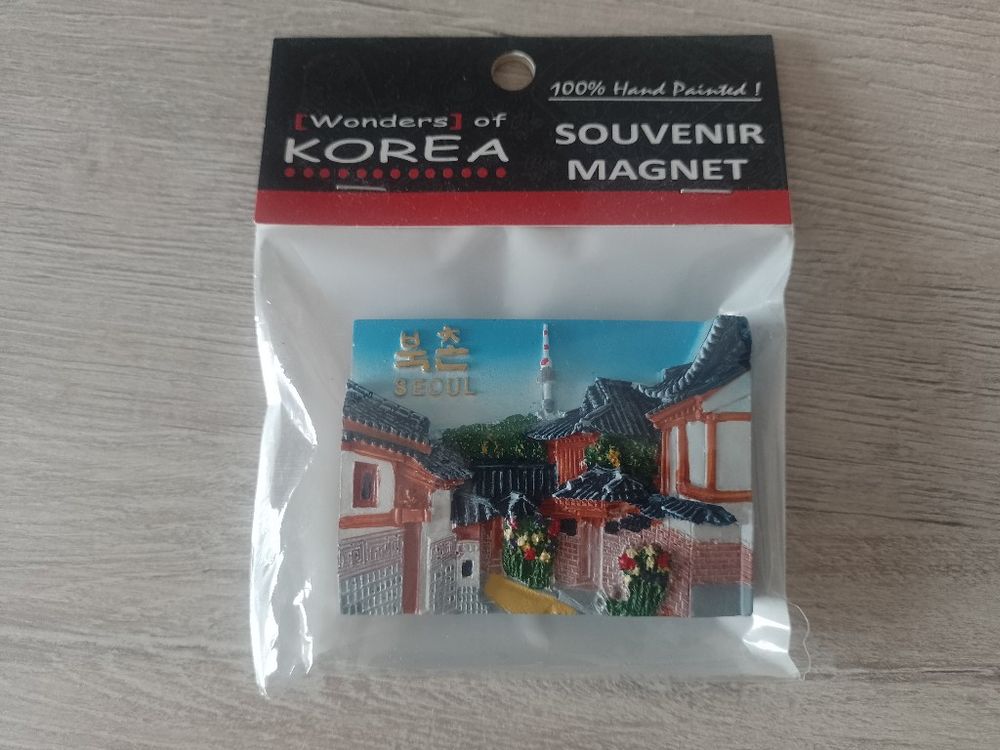 [Wonders] of
KOREA
100% Hand Painted !
SOUVENIR
MAGNET
북촌
SEOUL